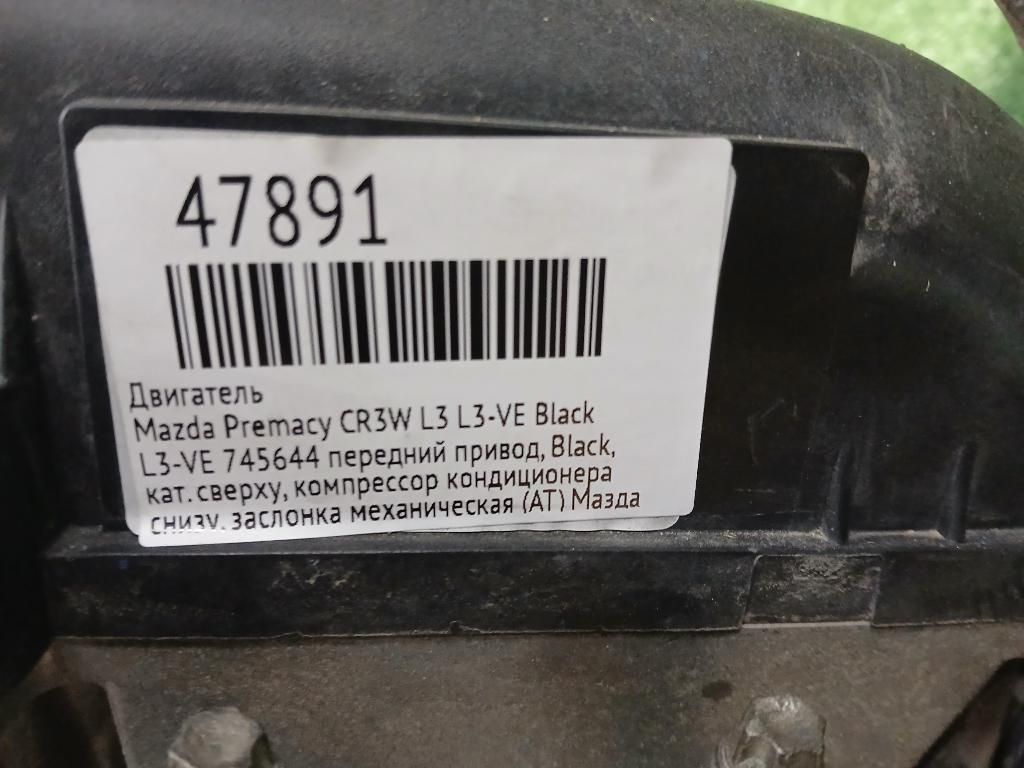 47891
Двигатель
Mazda Premacy CR3W L3 L3-VE Black
L3-VE 745644 передний привод, Black,
кат. сверху, компрессор кондиционера
снизу, заслонка механическая (AT) Мазда